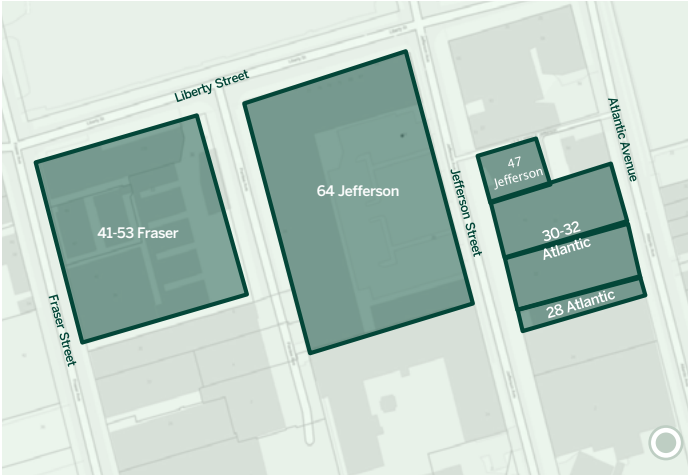 Liberty Street
Atlantic Avenue
47
Jefferson
64 Jefferson
Jefferson Street
41-53 Fraser
30-32
Atlantic
Fraser Street
28 Atlantic